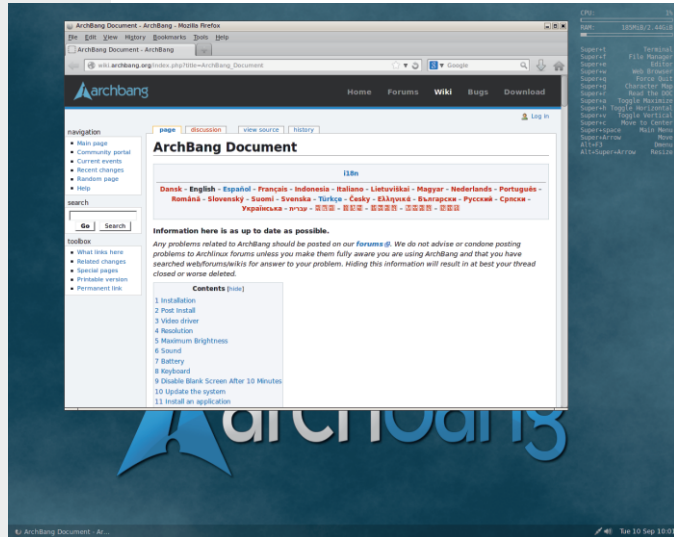 ArchBang Document - ArchBang - Mozilla Firefox
File Edit View History Bookmarks Tools Help
ArchBang Document - ArchBang
wiki.archbang.org/index.php?title=ArchBang_Document
Google
archbang
Home Forums Wiki Bugs Download
Log in
page discussion view source history
navigation
Main page
Community portal
Current events
Recent changes
Random page
Help
search
Go Search
toolbox
What links here
Related changes
Special pages
Printable version
Permanent link
ArchBang Document
i18n
Dansk - English - Español - Français - Indonesia - Italiano - Lietuviškai - Magyar - Nederlands - Português -
Română - Slovenský - Suomi - Svenska - Türkçe - Česky - Ελληνικά - Български - Русский - Српски -
Українська - עברית -
Information here is as up to date as possible.
Any problems related to ArchBang should be posted on our forums. We do not advise or condone posting
problems to Archlinux forums unless you make them fully aware you are using ArchBang and that you have
searched web/forums/wikis for answer to your problem. Hiding this information will result in at best your thread
closed or worse deleted.
Contents [hide]
1 Installation
2 Post Install
3 Video driver
4 Resolution
5 Maximum Brightness
6 Sound
7 Battery
8 Keyboard
9 Disable Blank Screen After 10 Minutes
10 Update the system
11 Install an application
CPU:
RAM: 189MiB/2.44GiB
Super+t Terminal
Super+f File Manager
Super+e Editor
Super+w Web Browser
Super+q Force Quit
Super+g Character Map
Super+r Read the DOC
Super+a Toggle Maximize
Super+h Toggle Horizontal
Super+v Toggle Vertical
Super+c Move to Center
Super+space Main Menu
Super+Arrow Move
Alt+F3 Dmenu
Alt+Super+Arrow Resize
archbang
ArchBang Document - Ar...
Tue 10 Sep 10:01